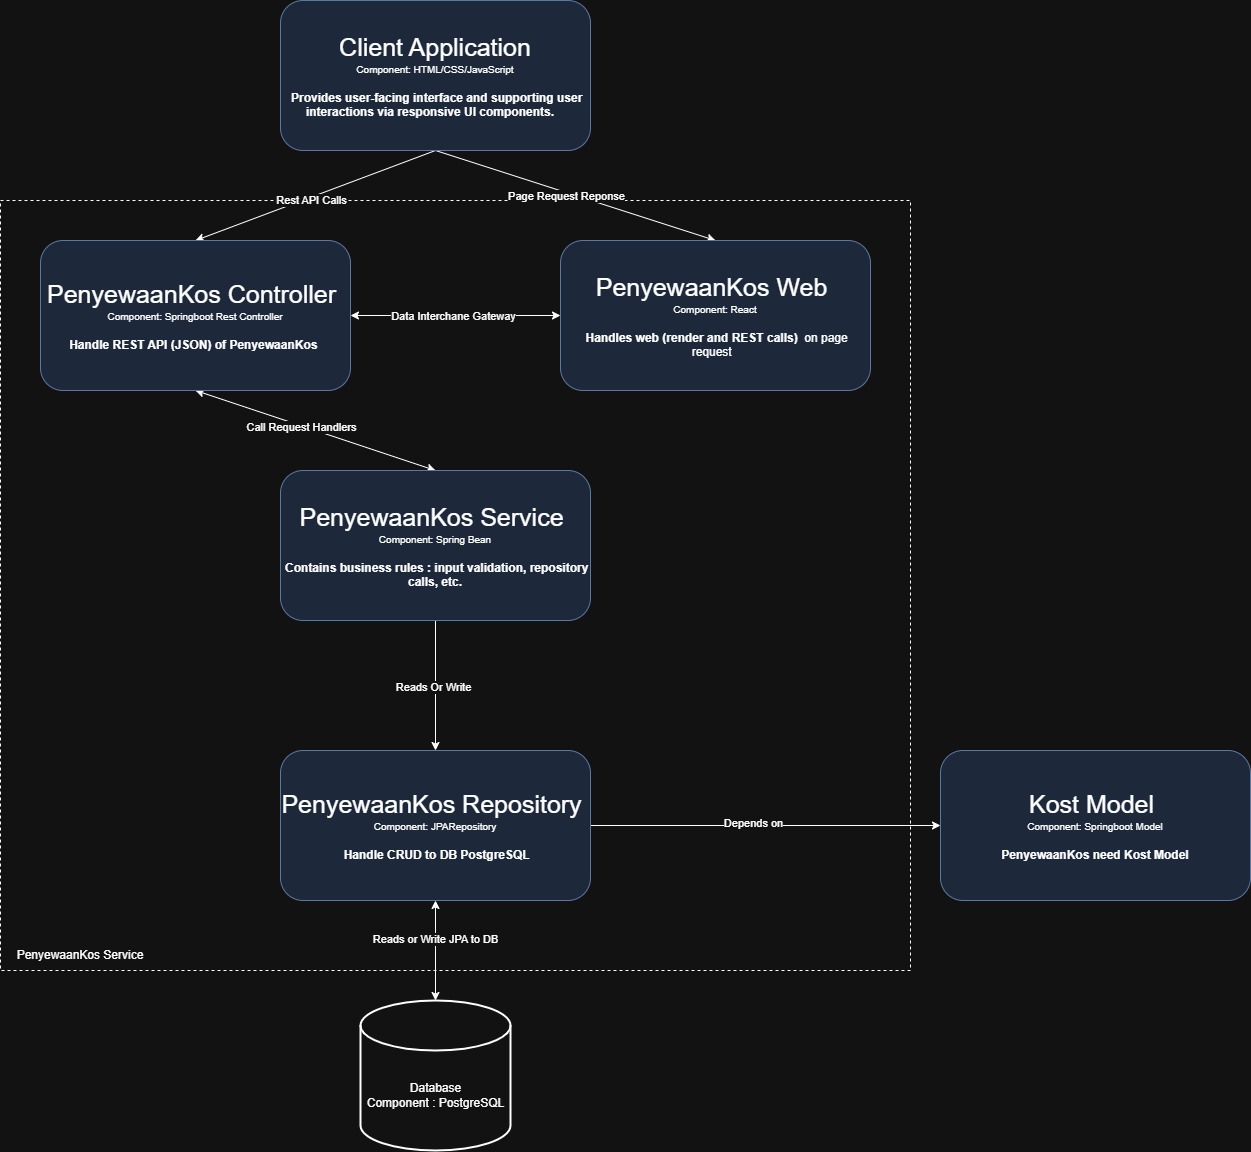 Client Application
Component: HTML/CSS/JavaScript
Provides user-facing interface and supporting user
interactions via responsive UI components.
Rest API Calls
Page Request Reponse
PenyewaanKos Controller
Component: Springboot Rest Controller
Handle REST API (JSON) of PenyewaanKos
Data Interchane Gateway
PenyewaanKos Web
Component: React
Handles web (render and REST calls) on page
request
Call Request Handlers
PenyewaanKos Service
Component: Spring Bean
Contains business rules : input validation, repository
calls, etc.
Reads Or Write
PenyewaanKos Repository
Component: JPARepository
Handle CRUD to DB PostgreSQL
Depends on
Kost Model
Component: Springboot Model
PenyewaanKos need Kost Model
Reads or Write JPA to DB
PenyewaanKos Service
Database
Component : PostgreSQL